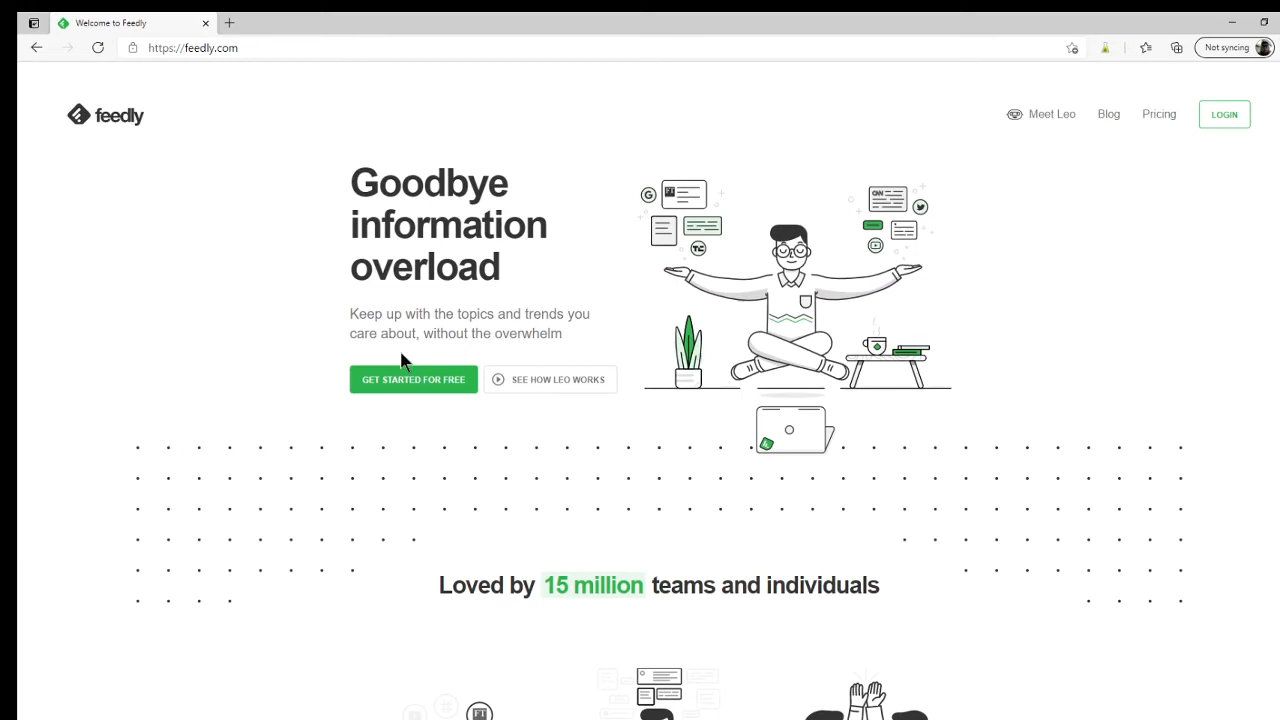 Welcome to Feedly
https://feedly.com
Not syncing
feedly
Meet Leo
Blog
Pricing
LOGIN
Goodbye
information
overload
Keep up with the topics and trends you
care about, without the overwhelm
GET STARTED FOR FREE
SEE HOW LEO WORKS
G
CNN
TC
Loved by 15 million teams and individuals
#